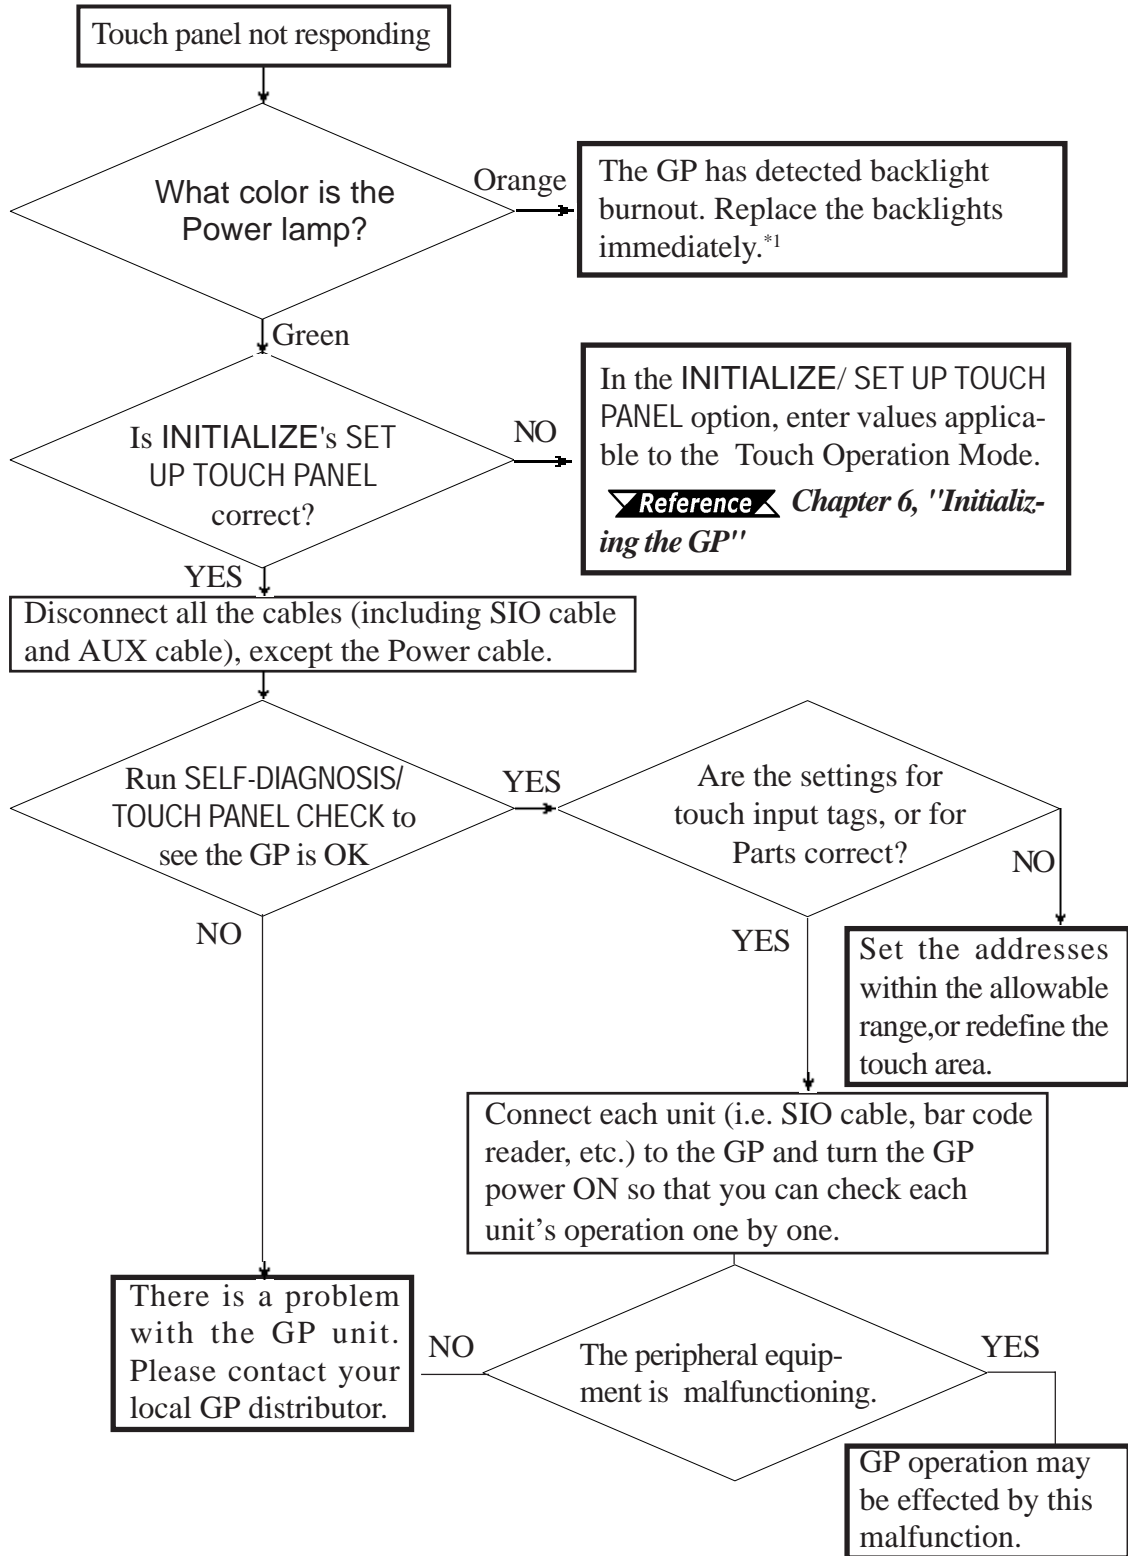 Touch panel not responding
What color is the
Power lamp?
Orange
The GP has detected backlight
burnout. Replace the backlights
immediately.*1
Green
Is INITIALIZE's SET
UP TOUCH PANEL
correct?
NO
In the INITIALIZE/ SET UP TOUCH
PANEL option, enter values applica-
ble to the Touch Operation Mode.
Reference Chapter 6, "Initializ-
ing the GP"
YES
Disconnect all the cables (including SIO cable
and AUX cable), except the Power cable.
Run SELF-DIAGNOSIS/
TOUCH PANEL CHECK to
see the GP is OK
YES
Are the settings for
touch input tags, or for
Parts correct?
NO
NO
YES
Set the addresses
within the allowable
range,or redefine the
touch area.
Connect each unit (i.e. SIO cable, bar code
reader, etc.) to the GP and turn the GP
power ON so that you can check each
unit's operation one by one.
There is a problem
with the GP unit.
Please contact your
local GP distributor.
NO
The peripheral equip-
ment is malfunctioning.
YES
GP operation may
be effected by this
malfunction.